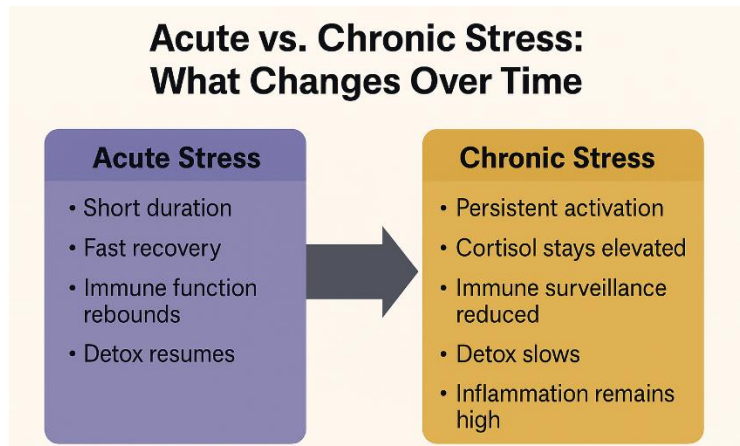 Acute vs. Chronic Stress:
What Changes Over Time
Acute Stress
• Short duration
• Fast recovery
• Immune function
rebounds
• Detox resumes
Chronic Stress
• Persistent activation
• Cortisol stays elevated
• Immune surveillance
reduced
• Detox slows
• Inflammation remains
high